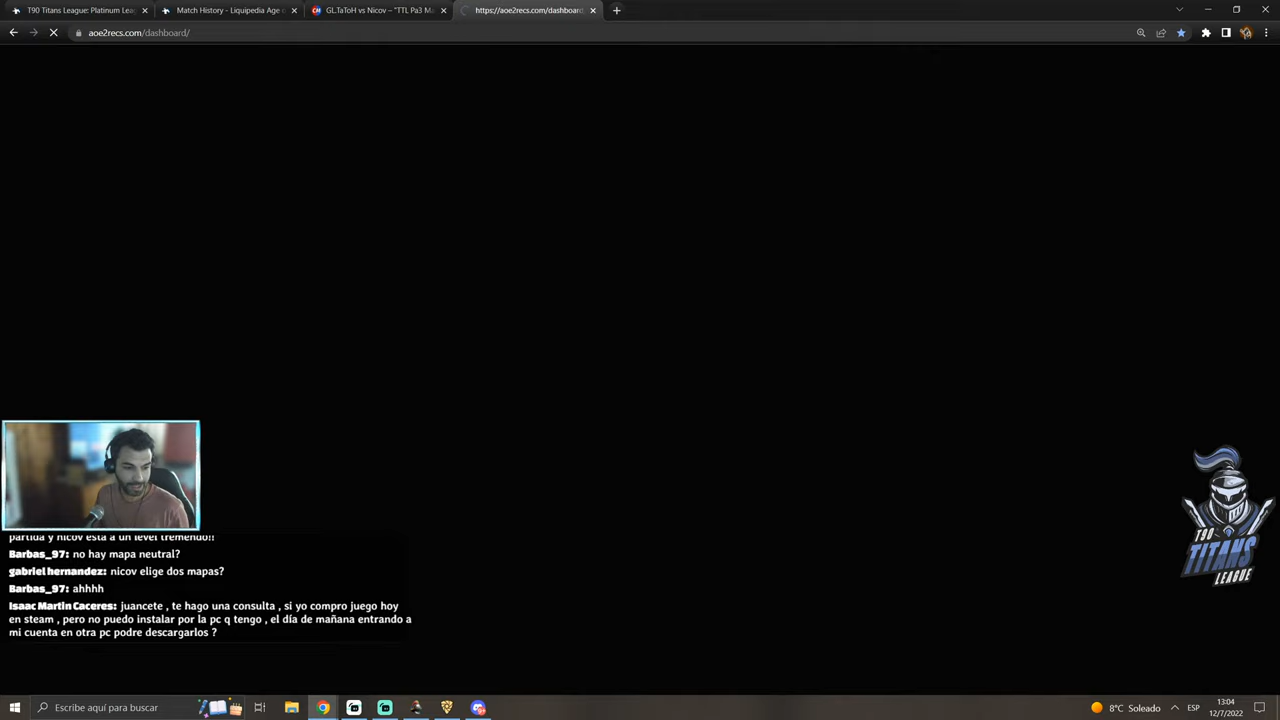 T90 Titans League: Platinum Lea
Match History - Liquipedia Age o
GL.TaToH vs Nicov – "TTL Pa3 Ma
https://aoe2recs.com/dashboard
aoe2recs.com/dashboard/
partida y nicov esta a un level tremendo!!
Barbas_97: no hay mapa neutral?
gabriel hernandez: nicov elige dos mapas?
Barbas_97: ahhhh
Isaac Martin Caceres: juancete , te hago una consulta , si yo compro juego hoy
en steam , pero no puedo instalar por la pc q tengo , el día de mañana entrando a
mi cuenta en otra pc podre descargarlos ?
T90
TITANS
LEAGUE
Escribe aquí para buscar
8°C Soleado
ESP
13:04
12/7/2022